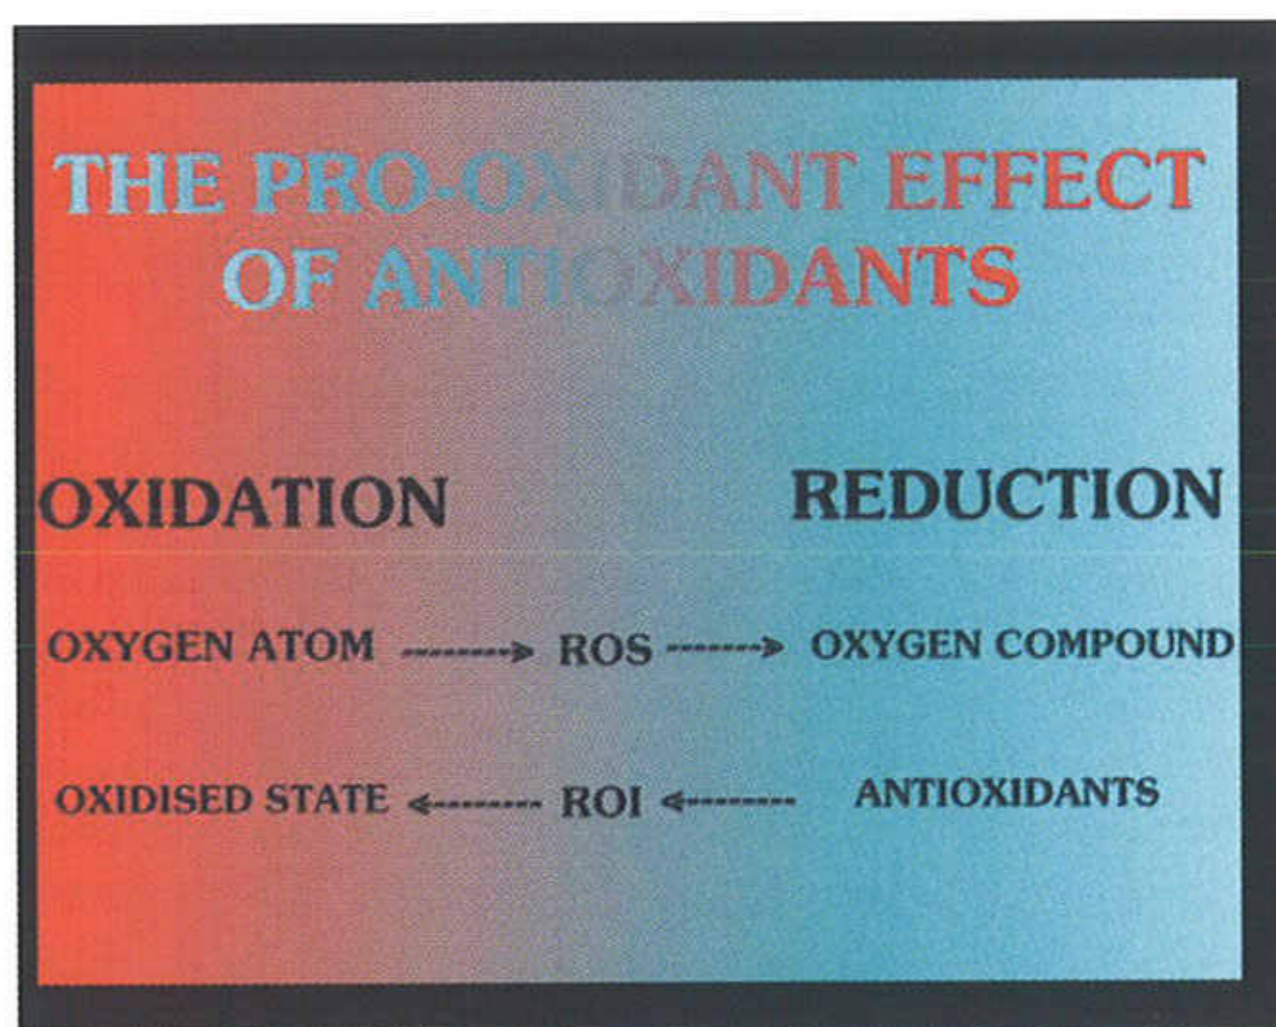 THE PRO-OXIDANT EFFECT
OF ANTIOXIDANTS
OXIDATION REDUCTION
OXYGEN ATOM -------> ROS -------> OXYGEN COMPOUND
OXIDISED STATE <------- ROI <------- ANTIOXIDANTS